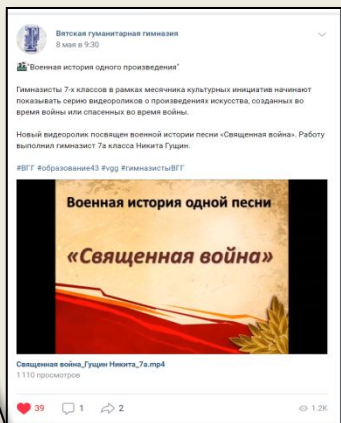 Вятская гуманитарная гимназия
8 мая в 9:30
"Военная история одного произведения"
Гимназисты 7-х классов в рамках месячника культурных инициатив начинают
показывать серию видеороликов о произведениях искусства, созданных во
время войны или спасенных во время войны.
Новый видеоролик посвящен военной истории песни «Священная война». Работу
выполнил гимназист 7а класса Никита Гущин.
#ВГГ #образование43 #vgg #гимназистыВГГ
Военная история одной песни
«Священная война»
Священная война_Гущин Никита_7а.mp4
1 110 просмотров
39 1 2 1.2K